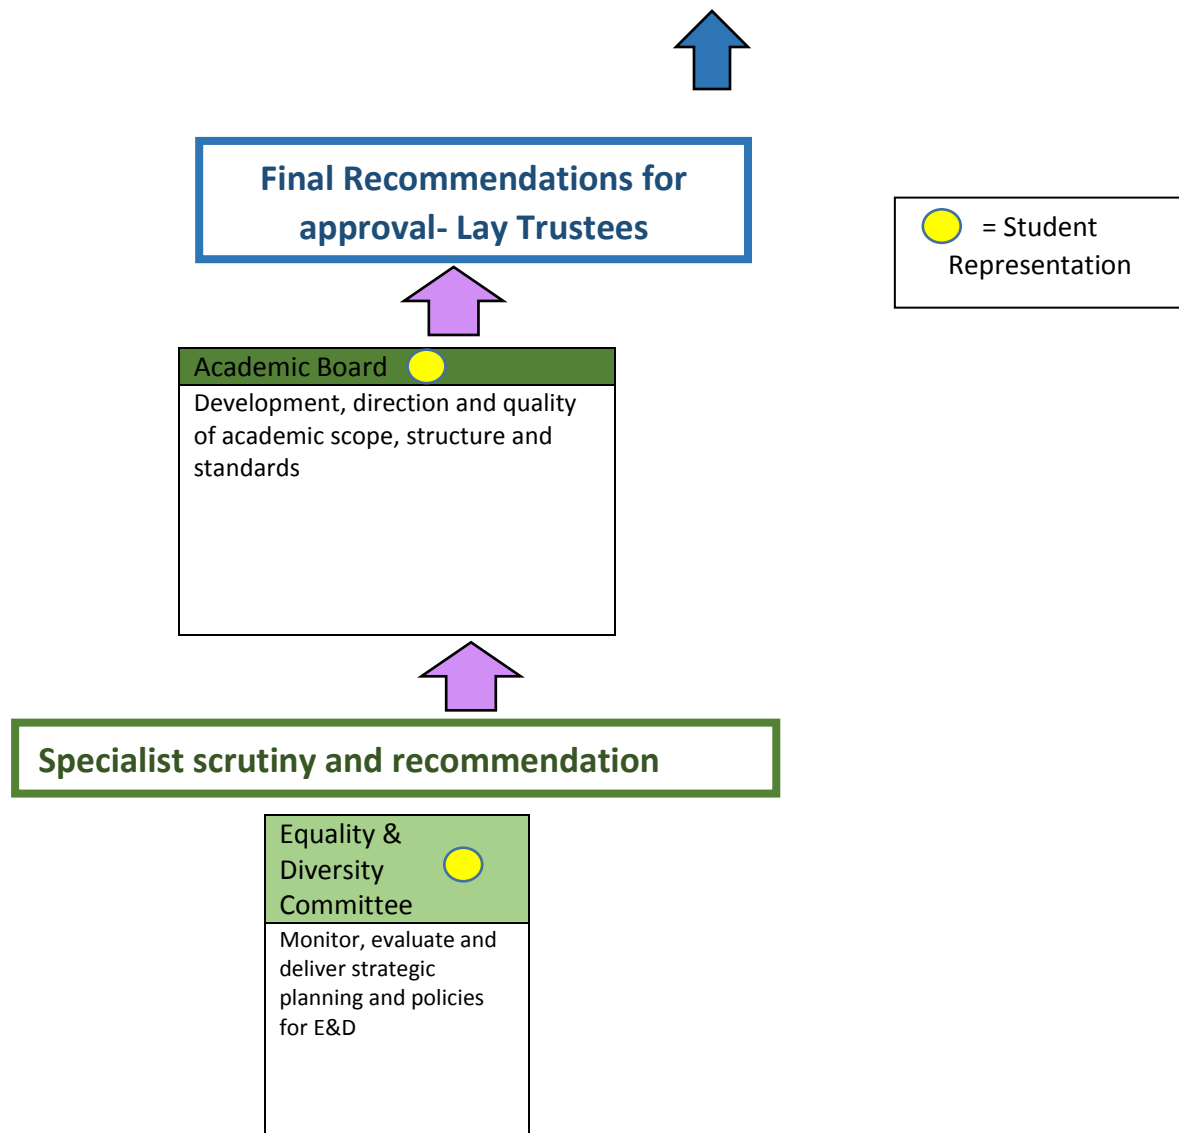 Final Recommendations for
approval- Lay Trustees
= Student
Representation
Academic Board
Development, direction and quality
of academic scope, structure and
standards
Specialist scrutiny and recommendation
Equality &
Diversity
Committee
Monitor, evaluate and
deliver strategic
planning and policies
for E&D